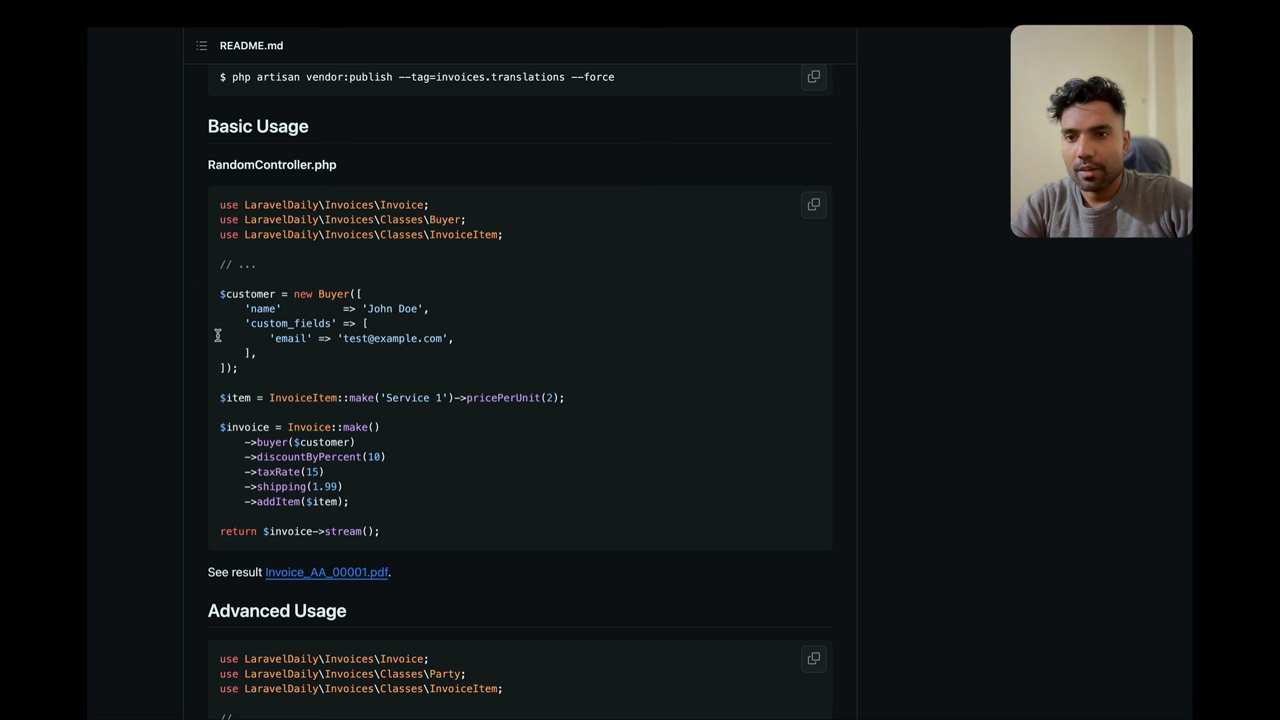 README.md
$ php artisan vendor:publish --tag=invoices.translations --force
Basic Usage
RandomController.php
use LaravelDaily\Invoices\Invoice;
use LaravelDaily\Invoices\Classes\Buyer;
use LaravelDaily\Invoices\Classes\InvoiceItem;
// ...
$customer = new Buyer([
    'name'          => 'John Doe',
    'custom_fields' => [
        'email' => 'test@example.com',
    ],
]);
$item = InvoiceItem::make('Service 1')->pricePerUnit(2);
$invoice = Invoice::make()
    ->buyer($customer)
    ->discountByPercent(10)
    ->taxRate(15)
    ->shipping(1.99)
    ->addItem($item);
return $invoice->stream();
See result Invoice_AA_00001.pdf.
Advanced Usage
use LaravelDaily\Invoices\Invoice;
use LaravelDaily\Invoices\Classes\Party;
use LaravelDaily\Invoices\Classes\InvoiceItem;
//